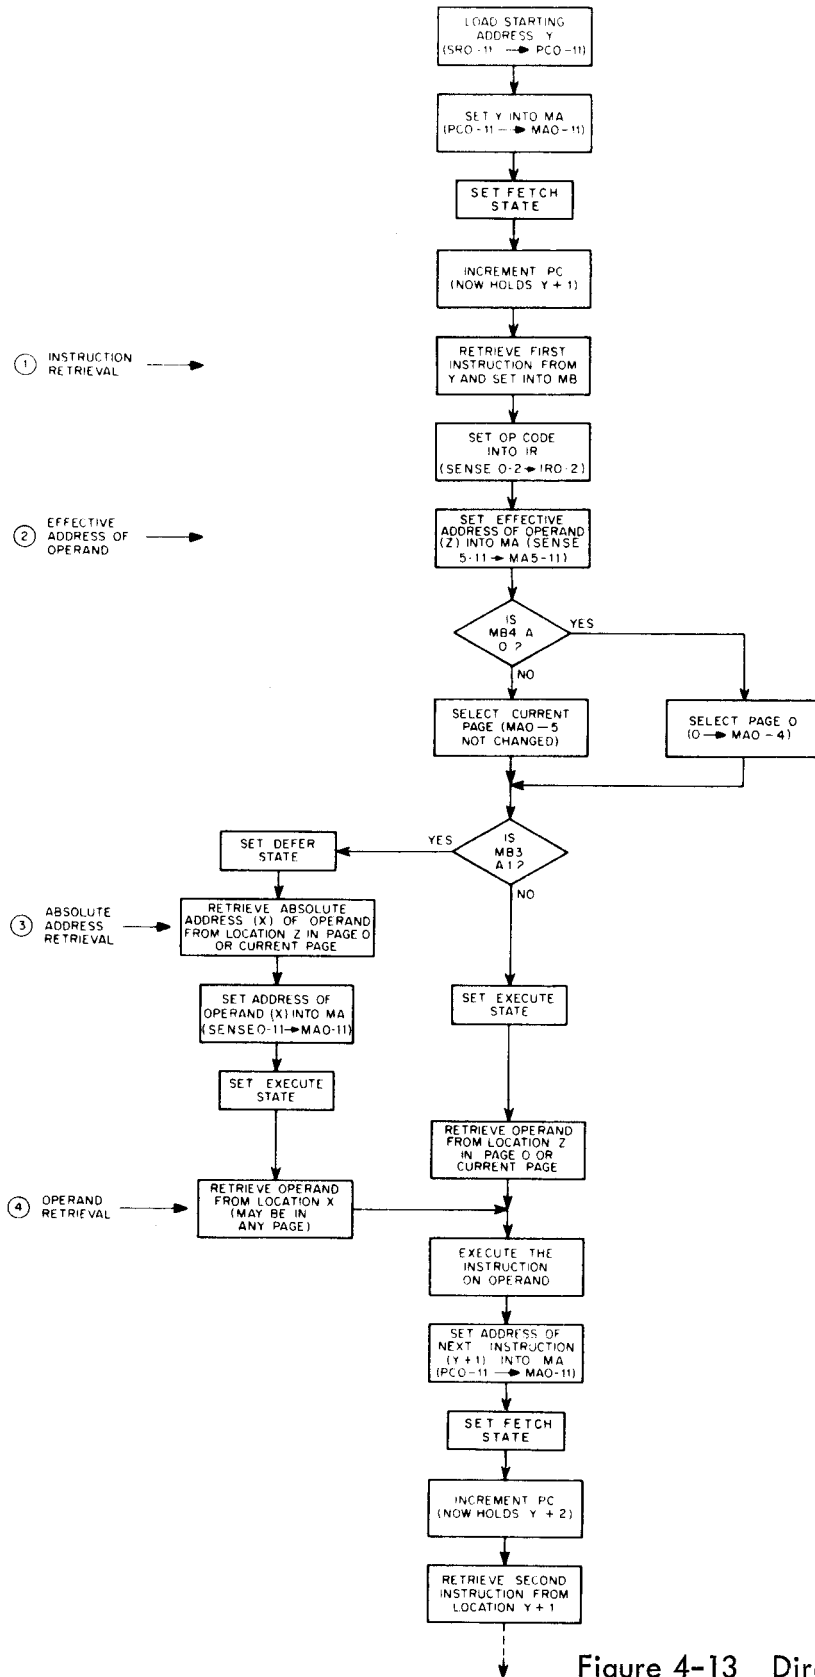 LOAD STARTING
ADDRESS Y
(SR0-11 → PC0-11)
SET Y INTO MA
(PC0-11 → MA0-11)
SET FETCH
STATE
INCREMENT PC
(NOW HOLDS Y + 1)
1 INSTRUCTION
RETRIEVAL
RETRIEVE FIRST
INSTRUCTION FROM
Y AND SET INTO MB
SET OP CODE
INTO IR
(SENSE 0-2 → IR0-2)
2 EFFECTIVE
ADDRESS OF
OPERAND
SET EFFECTIVE
ADDRESS OF OPERAND
(Z) INTO MA (SENSE
5-11 → MA5-11)
IS
MB4 A
0 ?
YES
NO
SELECT CURRENT
PAGE (MA0-5
NOT CHANGED)
SELECT PAGE 0
(0 → MA0-4)
IS
MB3
A 1 ?
YES
NO
SET DEFER
STATE
3 ABSOLUTE
ADDRESS
RETRIEVAL
RETRIEVE ABSOLUTE
ADDRESS (X) OF OPERAND
FROM LOCATION Z IN PAGE 0
OR CURRENT PAGE
SET ADDRESS OF
OPERAND (X) INTO MA
(SENSE 0-11 → MA0-11)
SET EXECUTE
STATE
SET EXECUTE
STATE
RETRIEVE OPERAND
FROM LOCATION Z
IN PAGE 0 OR
CURRENT PAGE
4 OPERAND
RETRIEVAL
RETRIEVE OPERAND
FROM LOCATION X
(MAY BE IN
ANY PAGE)
EXECUTE THE
INSTRUCTION
ON OPERAND
SET ADDRESS OF
NEXT INSTRUCTION
(Y+1) INTO MA
(PC0-11 → MA0-11)
SET FETCH
STATE
INCREMENT PC
(NOW HOLDS Y + 2)
RETRIEVE SECOND
INSTRUCTION FROM
LOCATION Y + 1
Figure 4-13 Dir